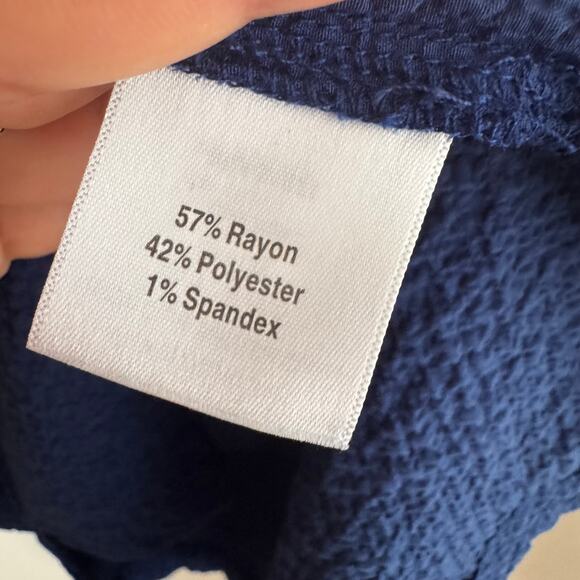 57% Rayon
42% Polyester
1% Spandex